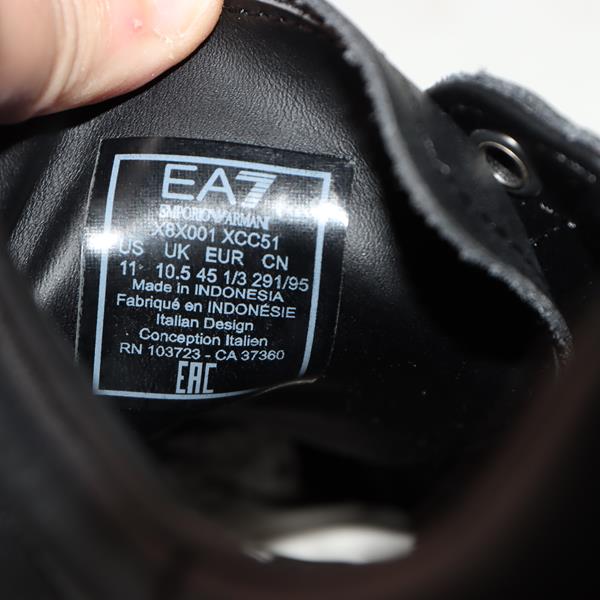 EA7
EMPORIO ARMANI
X8X001 XCC51
US UK EUR CN
11 10.5 45 1/3 291/95
Made in INDONESIA
Fabriqué en INDONÉSIE
Italian Design
Conception Italien
RN 103723 - CA 37360
EAC